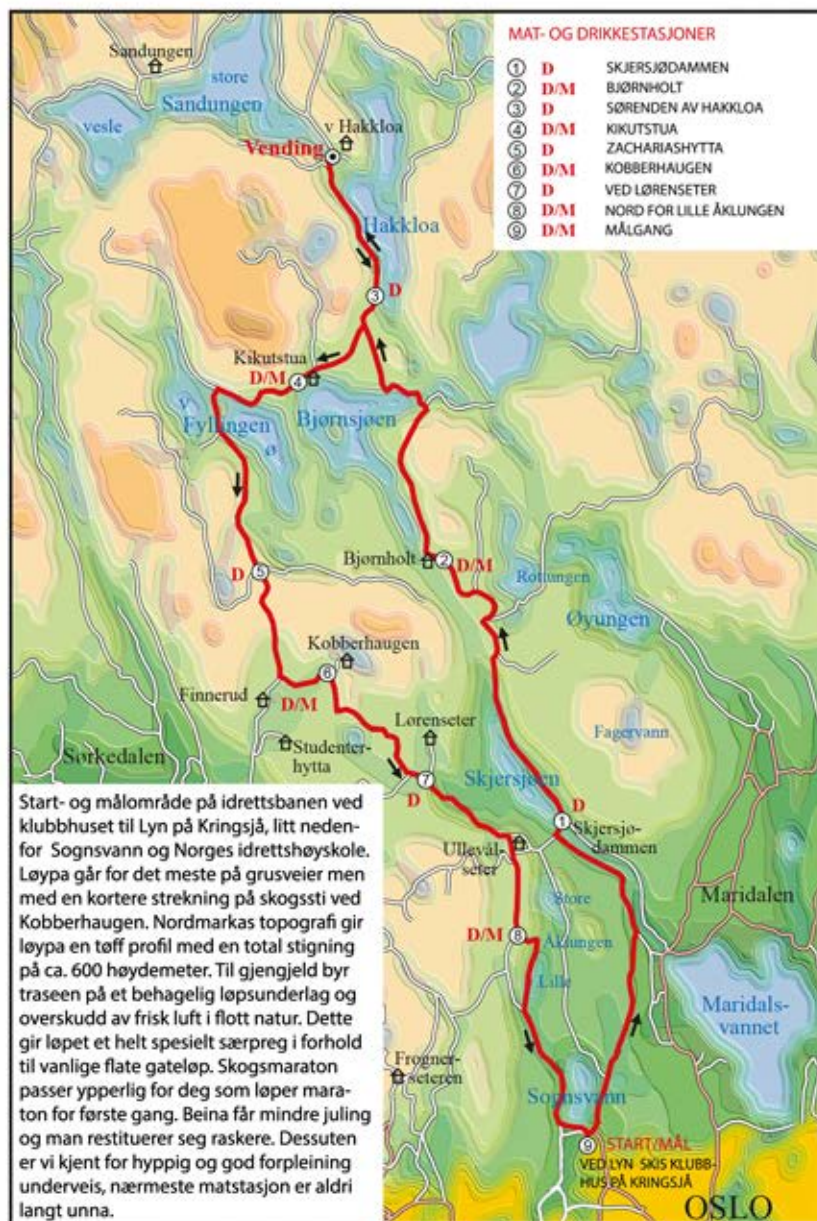 MAT- OG DRIKKESTASJONER
① D SKJERSJØDAMMEN
② D/M BJØRNHOLT
③ D SØRENDEN AV HAKKLOA
④ D/M KIKUTSTUA
⑤ D ZACHARIASHYTTA
⑥ D/M KOBBERHAUGEN
⑦ D VED LØRENSETER
⑧ D/M NORD FOR LILLE ÅKLUNGEN
⑨ D/M MÅLGANG
Sandungen
store
Sandungen
vesle
v Hakkloa
Vending
Hakkloa
③ D
Kikutstua
D/M ④
v
Fyllingen
ø
Bjørnsjøen
Bjørnholt
② D/M
D ⑤
Rottungen
Øyungen
Kobberhaugen
⑥
D/M
Finnerud
Lørenseter
Studenter-
hytta
Fagervann
Sørkedalen
Skjersjøen
⑦
D
D
①
Skjersjø-
dammen
Ullevål-
seter
Store
Maridalen
D/M ⑧
Åklungen
Lille
Maridals-
vannet
Frogner-
seteren
Sognsvann
⑨ START/MÅL
VED LYN SKIS KLUBB-
HUS PÅ KRINGSJÅ
OSLO
Start- og målområde på idrettsbanen ved
klubbhuset til Lyn på Kringsjå, litt neden-
for Sognsvann og Norges idrettshøyskole.
Løypa går for det meste på grusveier men
med en kortere strekning på skogssti ved
Kobberhaugen. Nordmarkas topografi gir
løypa en tøff profil med en total stigning
på ca. 600 høydemeter. Til gjengjeld byr
traseen på et behagelig løpsunderlag og
overskudd av frisk luft i flott natur. Dette
gir løpet et helt spesielt særpreg i forhold
til vanlige flate gateløp. Skogsmaraton
passer ypperlig for deg som løper mara-
ton for første gang. Beina får mindre juling
og man restituerer seg raskere. Dessuten
er vi kjent for hyppig og god forpleining
underveis, nærmeste matstasjon er aldri
langt unna.